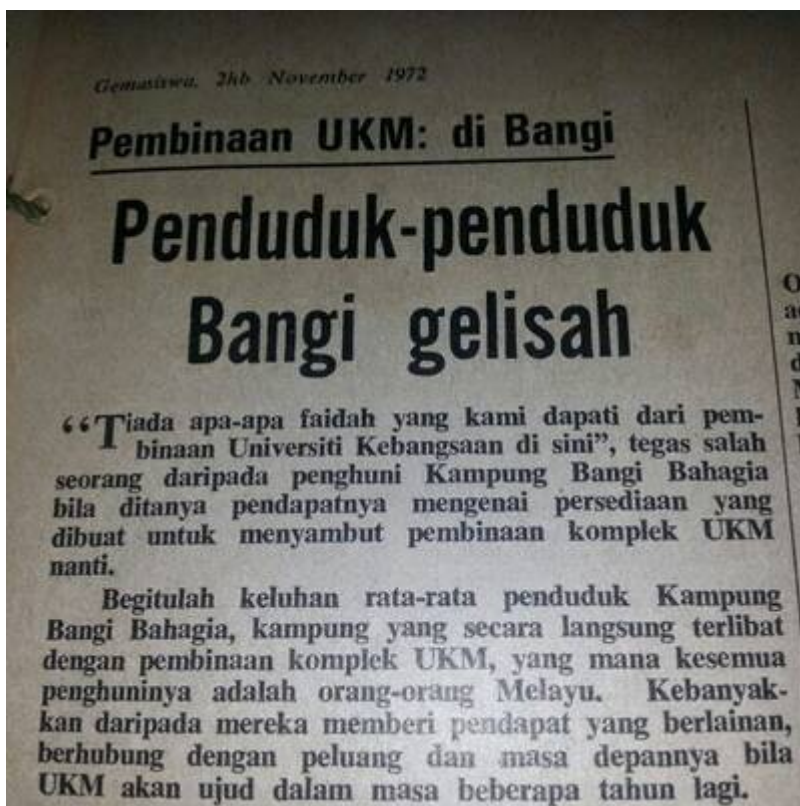 Gemasiswa, 2hb November 1972
Pembinaan UKM: di Bangi
Penduduk-penduduk
Bangi gelisah
“Tiada apa-apa faidah yang kami dapati dari pem-
binaan Universiti Kebangsaan di sini”, tegas salah
seorang daripada penghuni Kampung Bangi Bahagia
bila ditanya pendapatnya mengenai persediaan yang
dibuat untuk menyambut pembinaan komplek UKM
nanti.
Begitulah keluhan rata-rata penduduk Kampung
Bangi Bahagia, kampung yang secara langsung terlibat
dengan pembinaan komplek UKM, yang mana kesemua
penghuninya adalah orang-orang Melayu. Kebanyak-
kan daripada mereka memberi pendapat yang berlainan,
berhubung dengan peluang dan masa depannya bila
UKM akan ujud dalam masa beberapa tahun lagi.